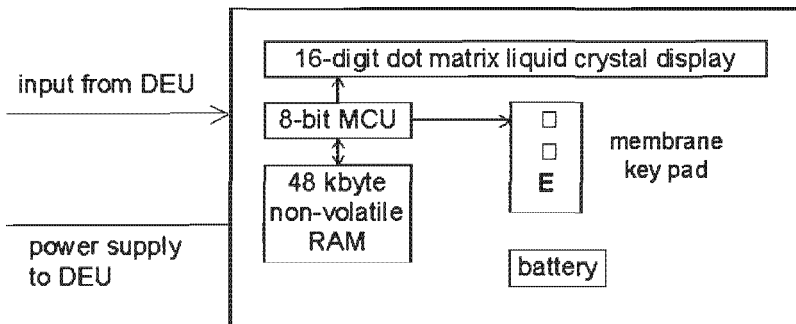 16-digit dot matrix liquid crystal display
input from DEU
8-bit MCU
membrane
key pad
E
48 kbyte
non-volatile
RAM
power supply
to DEU
battery